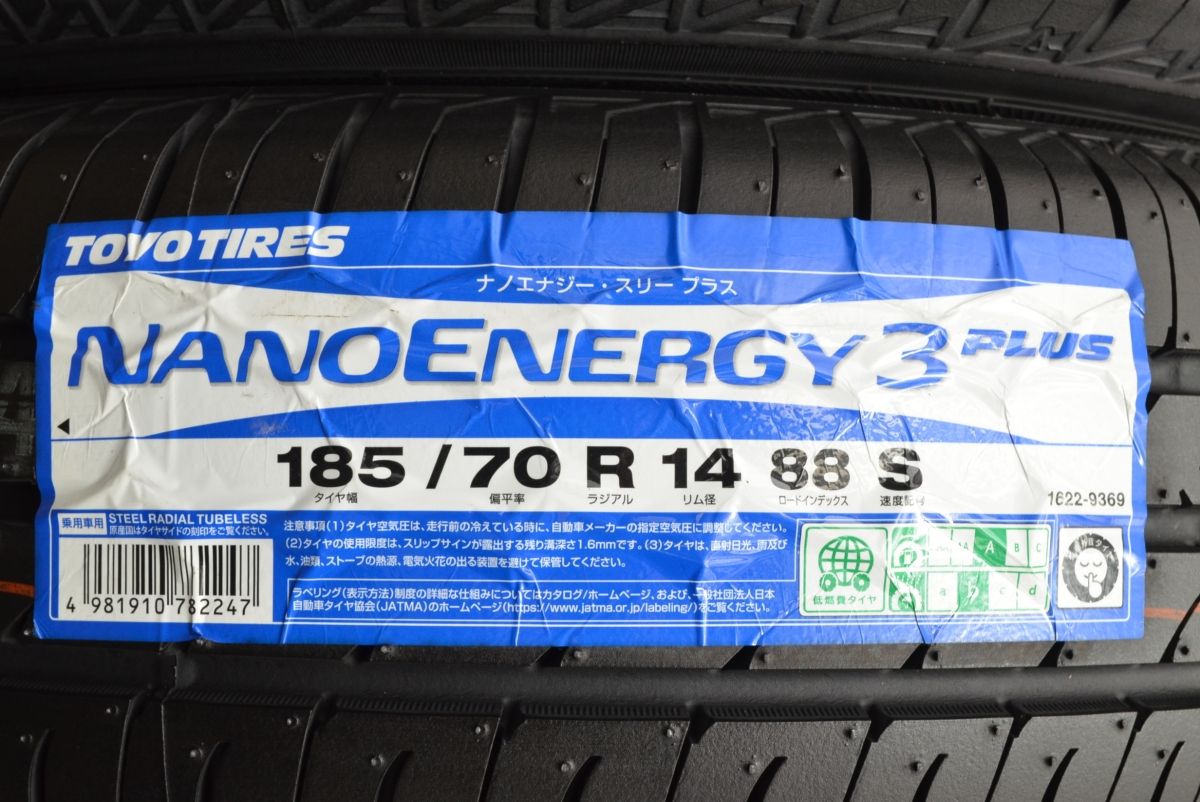 TOYO TIRES
ナノエナジー・スリー プラス
NANOENERGY 3 PLUS
185 / 70 R 14 88 S
タイヤ幅 偏平率 ラジアル リム径 ロードインデックス 速度記号
1622-9369
乗用車用 STEEL RADIAL TUBELESS
原産国はタイヤサイドの刻印をご覧ください。
4 981910 782247
注意事項(1)タイヤ空気圧は、走行前の冷えている時に、自動車メーカーの指定空気圧に調整してください。
(2)タイヤの使用限度は、スリップサインが露出する残り溝深さ1.6mmです。(3)タイヤは、直射日光、雨及び
水、油類、ストーブの熱源、電気火花の出る装置を避けて保管してください。
ラベリング(表示方法)制度の詳細な仕組みについてはカタログ/ホームページ、および、一般社団法人日本
自動車タイヤ協会(JATMA)のホームページ(https://www.jatma.or.jp/labeling/)をご覧ください。
低燃費タイヤ
A B C
a b c d